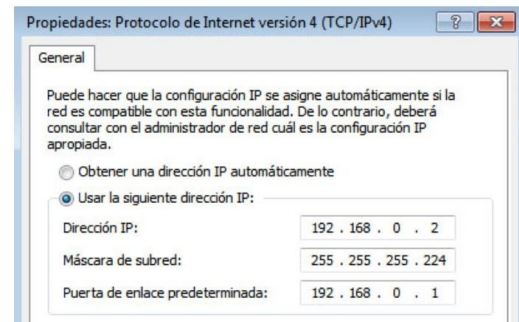 Propiedades: Protocolo de Internet versión 4 (TCP/IPv4)
General
Puede hacer que la configuración IP se asigne automáticamente si la
red es compatible con esta funcionalidad. De lo contrario, deberá
consultar con el administrador de red cuál es la configuración IP
apropiada.
Obtener una dirección IP automáticamente
Usar la siguiente dirección IP:
Dirección IP: 192 . 168 . 0 . 2
Máscara de subred: 255 . 255 . 255 . 224
Puerta de enlace predeterminada: 192 . 168 . 0 . 1